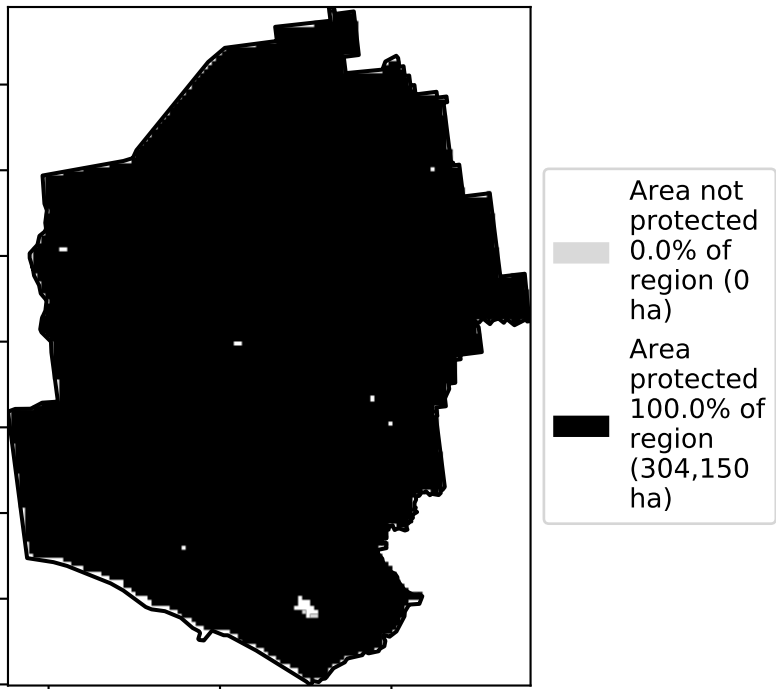 Area not
protected
0.0% of
region (0
ha)
Area
protected
100.0% of
region
(304,150
ha)